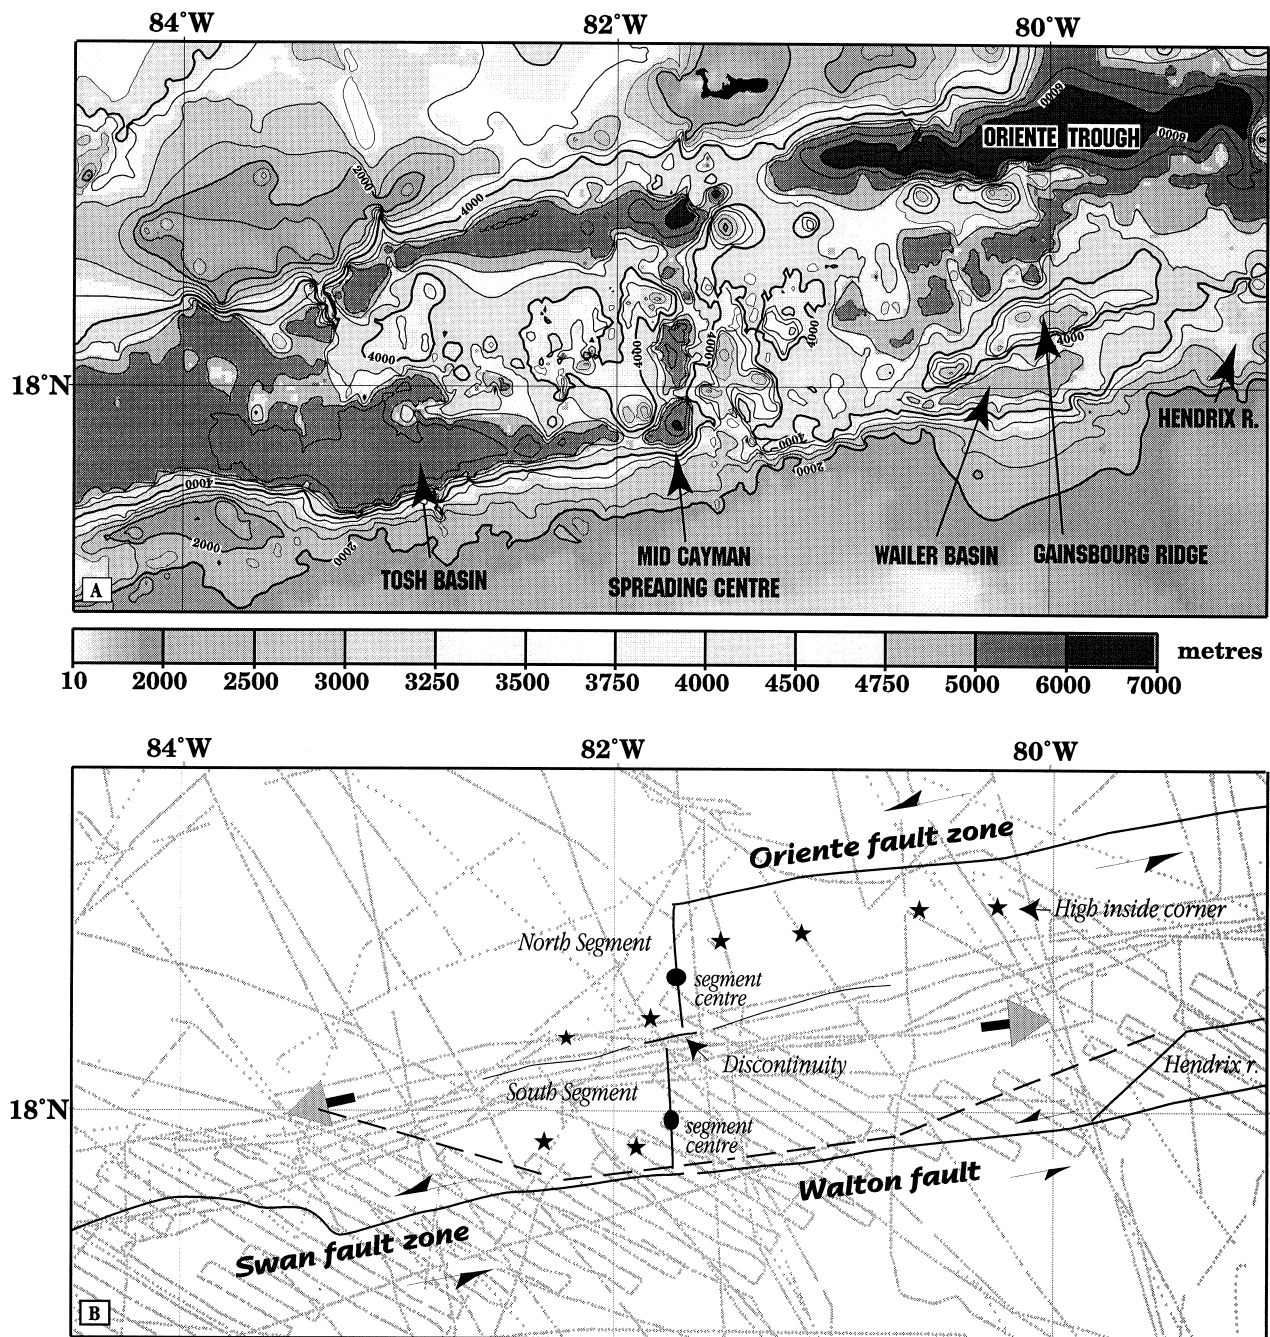 84°W 82°W 80°W
6000
ORIENTE TROUGH
8000
2000
4000
4000
4000
4000
4000
4000
18°N
HENDRIX R.
4000
2000
4000
2000
2000
TOSH BASIN
MID CAYMAN
SPREADING CENTRE
WAILER BASIN
GAINSBOURG RIDGE
A
metres
10 2000 2500 3000 3250 3500 3750 4000 4500 4750 5000 6000 7000
84°W 82°W 80°W
Oriente fault zone
High inside corner
North Segment
segment
centre
Discontinuity
Hendrix r.
South Segment
18°N
segment
centre
Walton fault
Swan fault zone
B